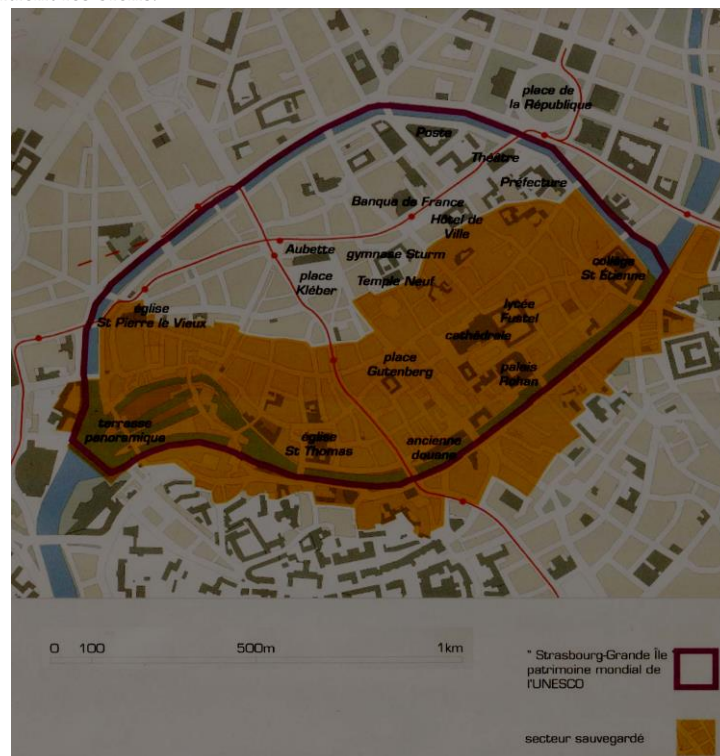 place de
la République
Poste
Théâtre
Préfecture
Banque de France
Hôtel de
Ville
Aubette
gymnase Sturm
collège
St Étienne
place
Kléber
Temple Neuf
église
St Pierre le Vieux
lycée
Fustel
cathédrale
place
Gutenberg
palais
Rohan
terrasse
panoramique
église
St Thomas
ancienne
douane
0 100 500m 1km
" Strasbourg-Grande Île "
patrimoine mondial de
l'UNESCO
secteur sauvegardé